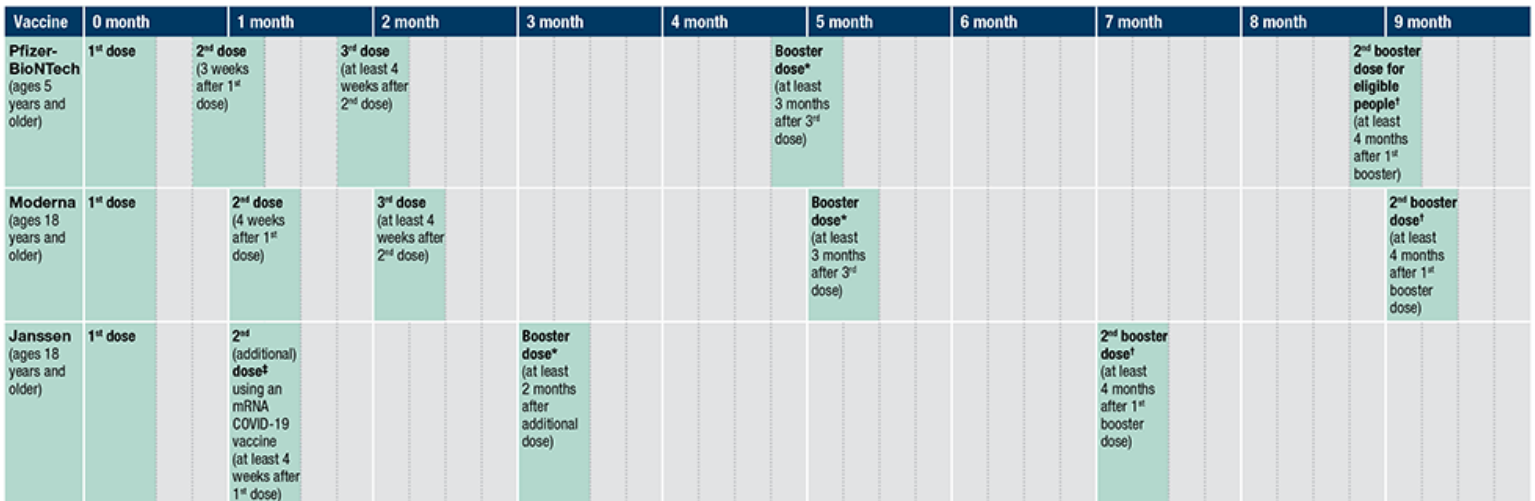 Vaccine 0 month 1 month 2 month 3 month 4 month 5 month 6 month 7 month 8 month 9 month
Pfizer-
BioNTech
(ages 5
years and
older)
1st dose
2nd dose
(3 weeks
after 1st
dose)
3rd dose
(at least 4
weeks after
2nd dose)
Booster
dose*
(at least
3 months
after 3rd
dose)
2nd booster
dose for
eligible
people†
(at least
4 months
after 1st
booster)
Moderna
(ages 18
years and
older)
1st dose
2nd dose
(4 weeks
after 1st
dose)
3rd dose
(at least 4
weeks after
2nd dose)
Booster
dose*
(at least
3 months
after 3rd
dose)
2nd booster
dose†
(at least
4 months
after 1st
booster
dose)
Janssen
(ages 18
years and
older)
1st dose
2nd
(additional)
dose‡
using an
mRNA
COVID-19
vaccine
(at least 4
weeks after
1st dose)
Booster
dose*
(at least
2 months
after
additional
dose)
2nd booster
dose†
(at least
4 months
after 1st
booster
dose)